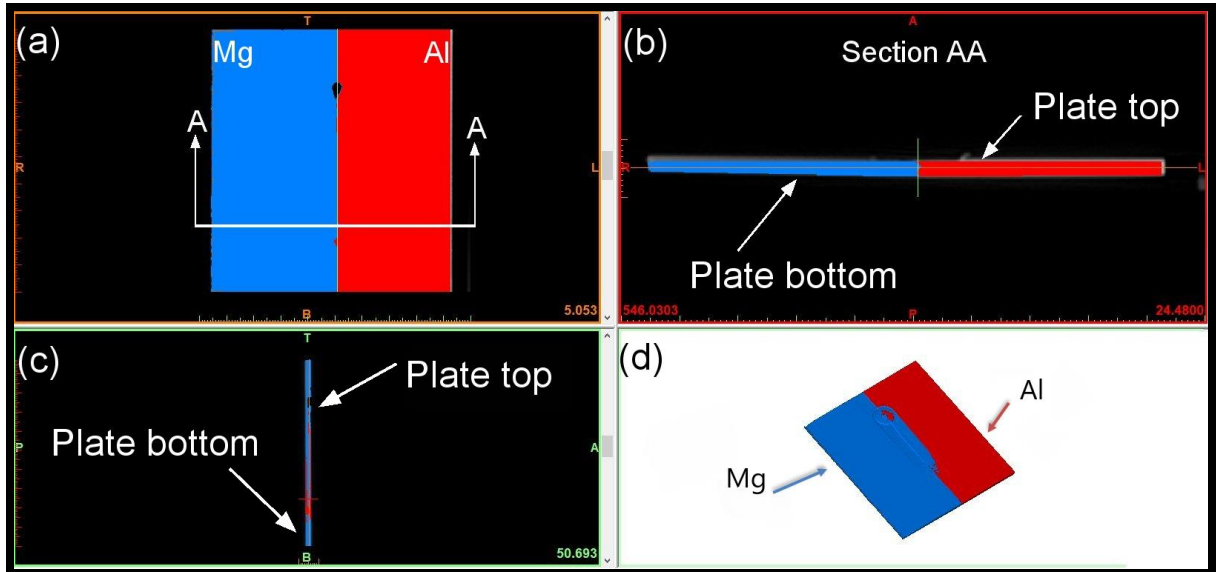 (a)
T
Mg
Al
A
A
R
L
B
5.053
(b)
A
Section AA
Plate top
R
L
Plate bottom
546.0303
P
24.4800
(c)
T
Plate top
Plate bottom
P
A
B
50.693
(d)
Al
Mg